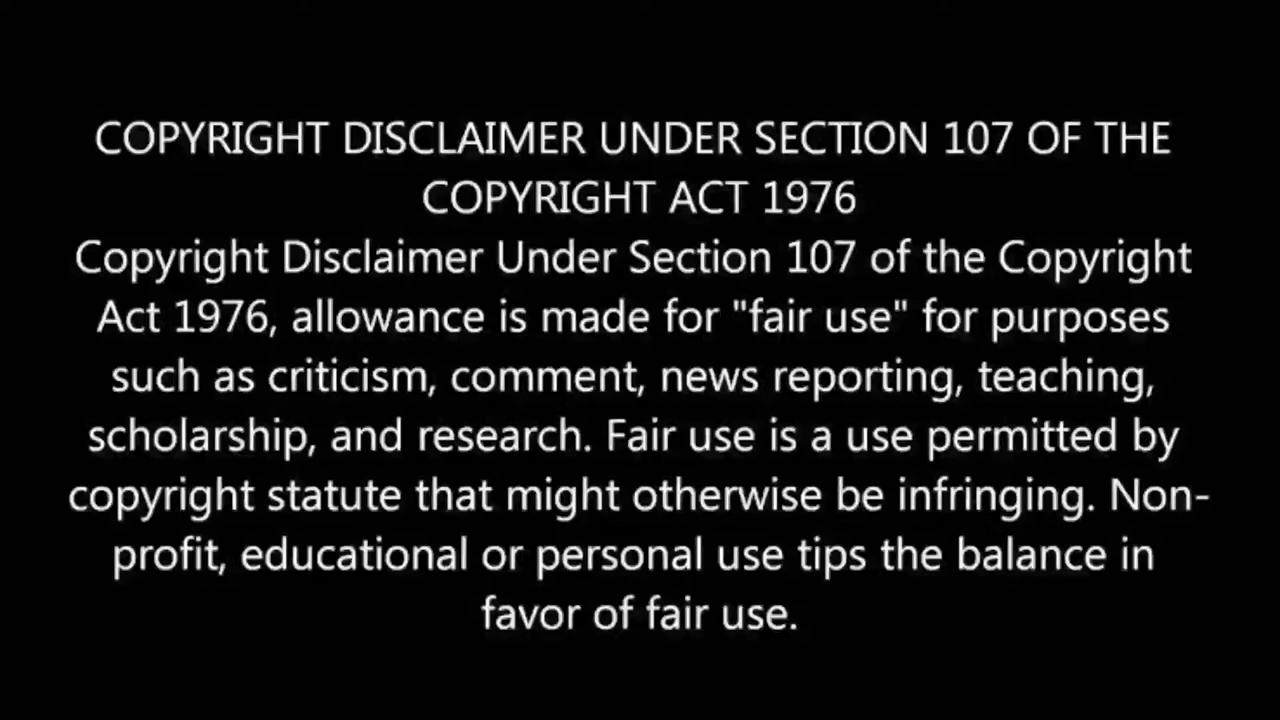 COPYRIGHT DISCLAIMER UNDER SECTION 107 OF THE
COPYRIGHT ACT 1976
Copyright Disclaimer Under Section 107 of the Copyright
Act 1976, allowance is made for "fair use" for purposes
such as criticism, comment, news reporting, teaching,
scholarship, and research. Fair use is a use permitted by
copyright statute that might otherwise be infringing. Non-
profit, educational or personal use tips the balance in
favor of fair use.